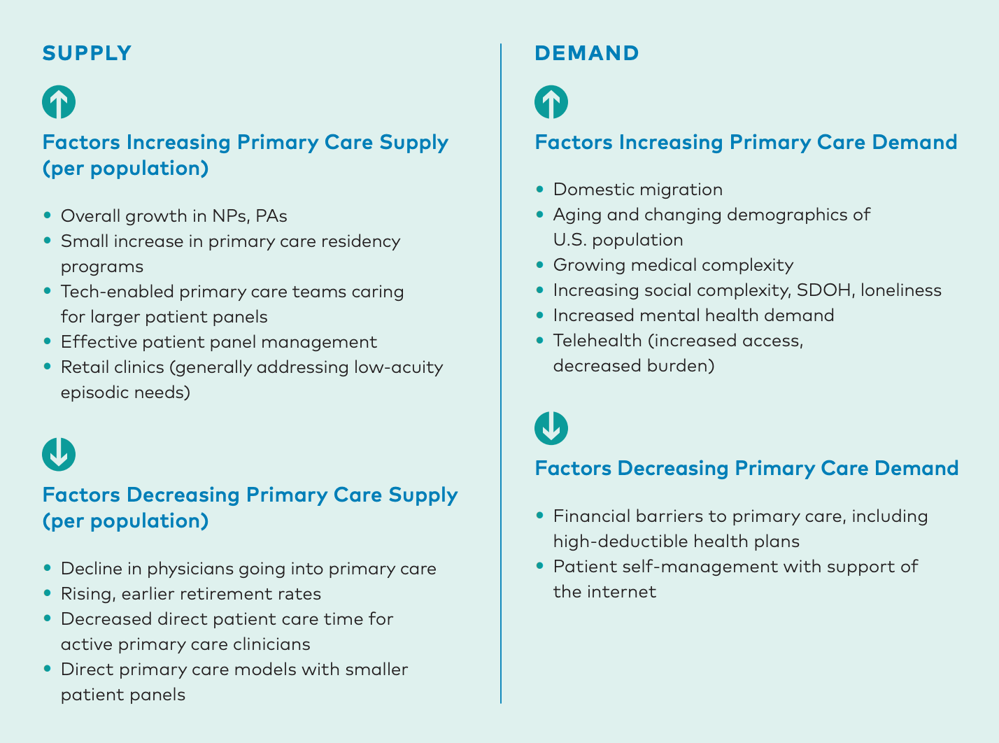 SUPPLY
Factors Increasing Primary Care Supply
(per population)
• Overall growth in NPs, PAs
• Small increase in primary care residency
programs
• Tech-enabled primary care teams caring
for larger patient panels
• Effective patient panel management
• Retail clinics (generally addressing low-acuity
episodic needs)
Factors Decreasing Primary Care Supply
(per population)
• Decline in physicians going into primary care
• Rising, earlier retirement rates
• Decreased direct patient care time for
active primary care clinicians
• Direct primary care models with smaller
patient panels
DEMAND
Factors Increasing Primary Care Demand
• Domestic migration
• Aging and changing demographics of
U.S. population
• Growing medical complexity
• Increasing social complexity, SDOH, loneliness
• Increased mental health demand
• Telehealth (increased access,
decreased burden)
Factors Decreasing Primary Care Demand
• Financial barriers to primary care, including
high-deductible health plans
• Patient self-management with support of
the internet